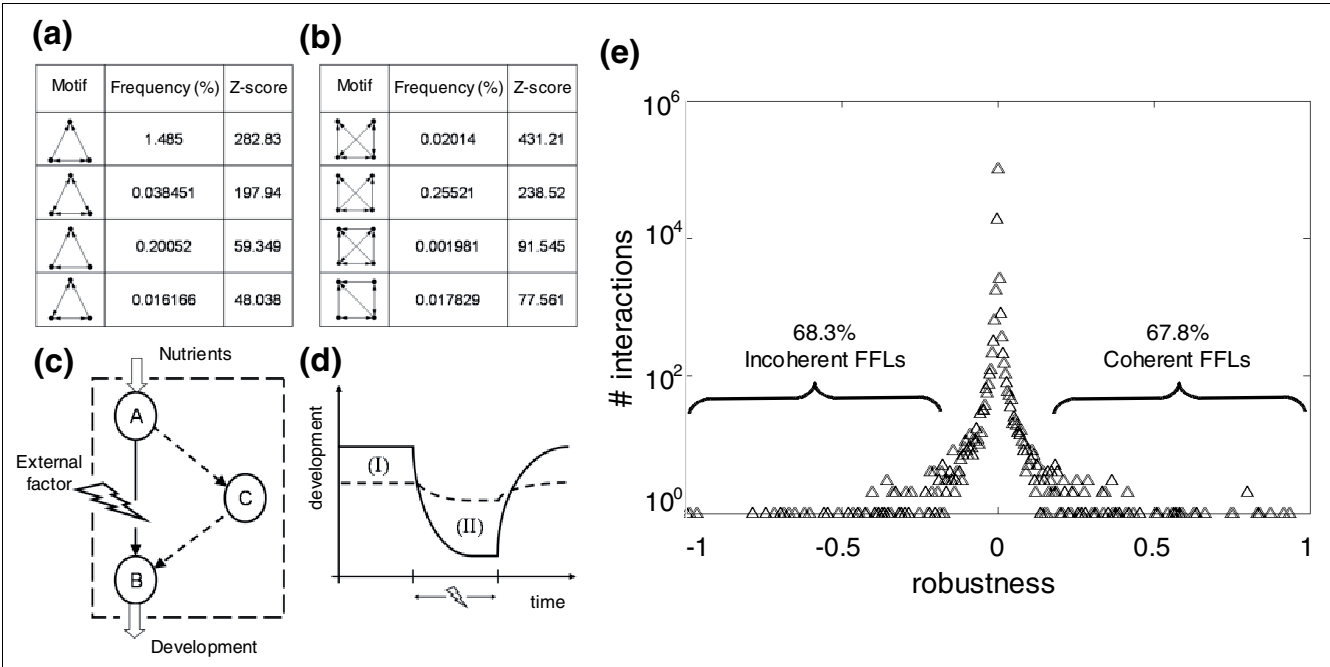 (a)
Motif Frequency (%) Z-score
1.485 282.83
0.038451 197.94
0.20052 59.349
0.016166 48.038
(b)
Motif Frequency (%) Z-score
0.02014 431.21
0.25521 238.52
0.001981 91.545
0.017829 77.561
(c)
Nutrients
A
External
factor
C
B
Development
(d)
development
(I)
(II)
time
(e)
# interactions
10^6
10^4
10^2
10^0
68.3%
Incoherent FFLs
67.8%
Coherent FFLs
-1 -0.5 0 0.5 1
robustness